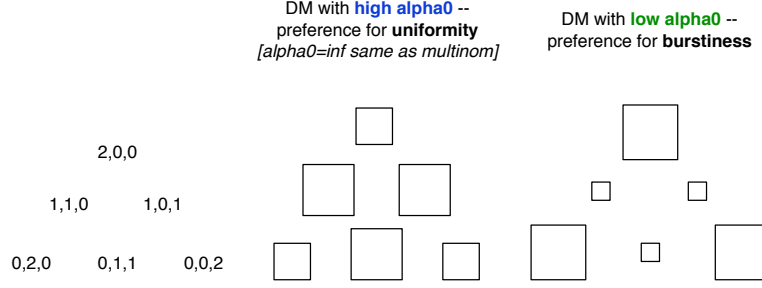 DM with high alpha0 --
preference for uniformity
[alpha0=inf same as multinom]
DM with low alpha0 --
preference for burstiness
2,0,0
1,1,0 1,0,1
0,2,0 0,1,1 0,0,2